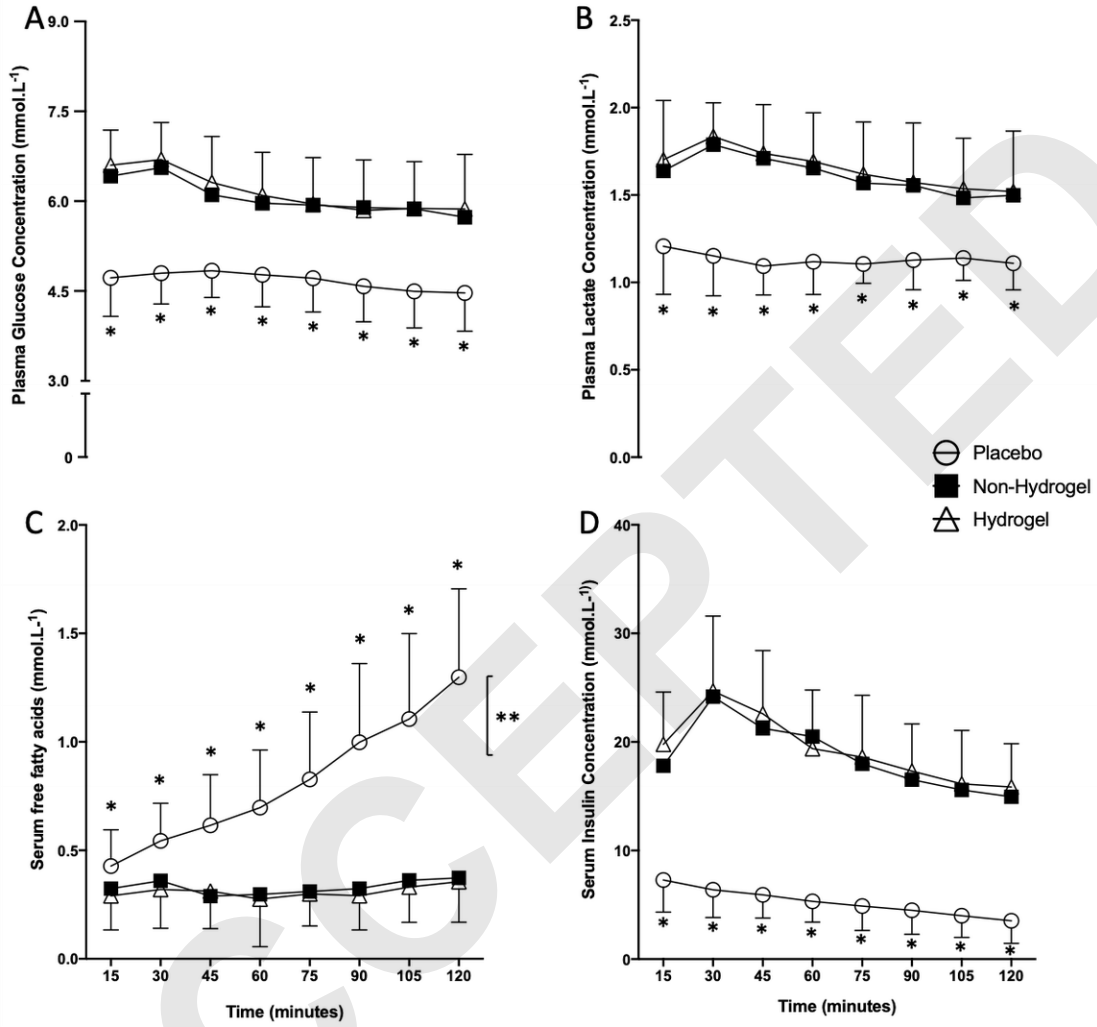 A
B
9.0
7.5
6.0
4.5
3.0
0
Plasma Glucose Concentration (mmol.L-1)
* * * * * * * *
2.5
2.0
1.5
1.0
0.5
0.0
Plasma Lactate Concentration (mmol.L-1)
* * * * * * * *
Placebo
Non-Hydrogel
Hydrogel
C
D
2.0
1.5
1.0
0.5
0.0
Serum free fatty acids (mmol.L-1)
* * * * * * * *
**
15 30 45 60 75 90 105 120
Time (minutes)
40
30
20
10
0
Serum Insulin Concentration (mmol.L-1))
* * * * * * * *
15 30 45 60 75 90 105 120
Time (minutes)
CCEPTED